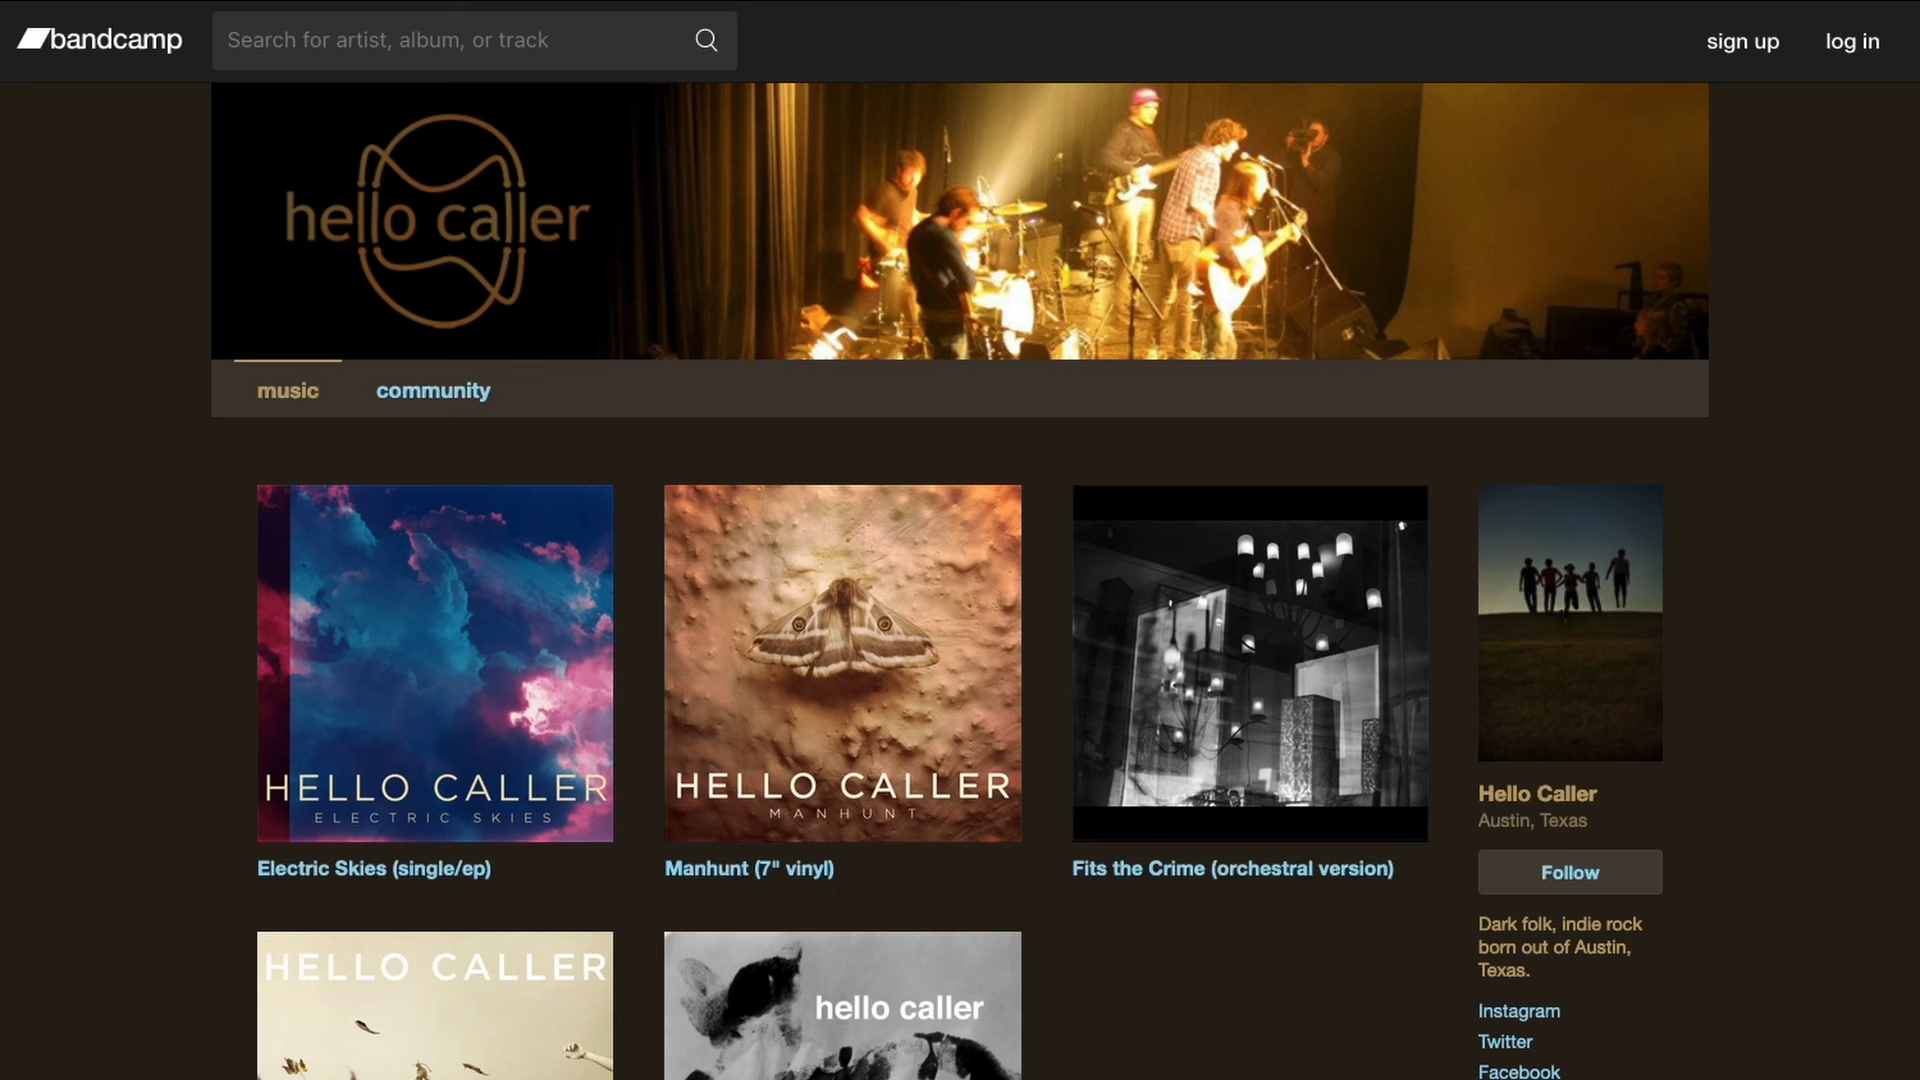 bandcamp
Search for artist, album, or track
sign up
log in
hello caller
music
community
HELLO CALLER
ELECTRIC SKIES
HELLO CALLER
MANHUNT
Electric Skies (single/ep)
Manhunt (7" vinyl)
Fits the Crime (orchestral version)
HELLO CALLER
hello caller
Hello Caller
Austin, Texas
Follow
Dark folk, indie rock
born out of Austin,
Texas.
Instagram
Twitter
Facebook